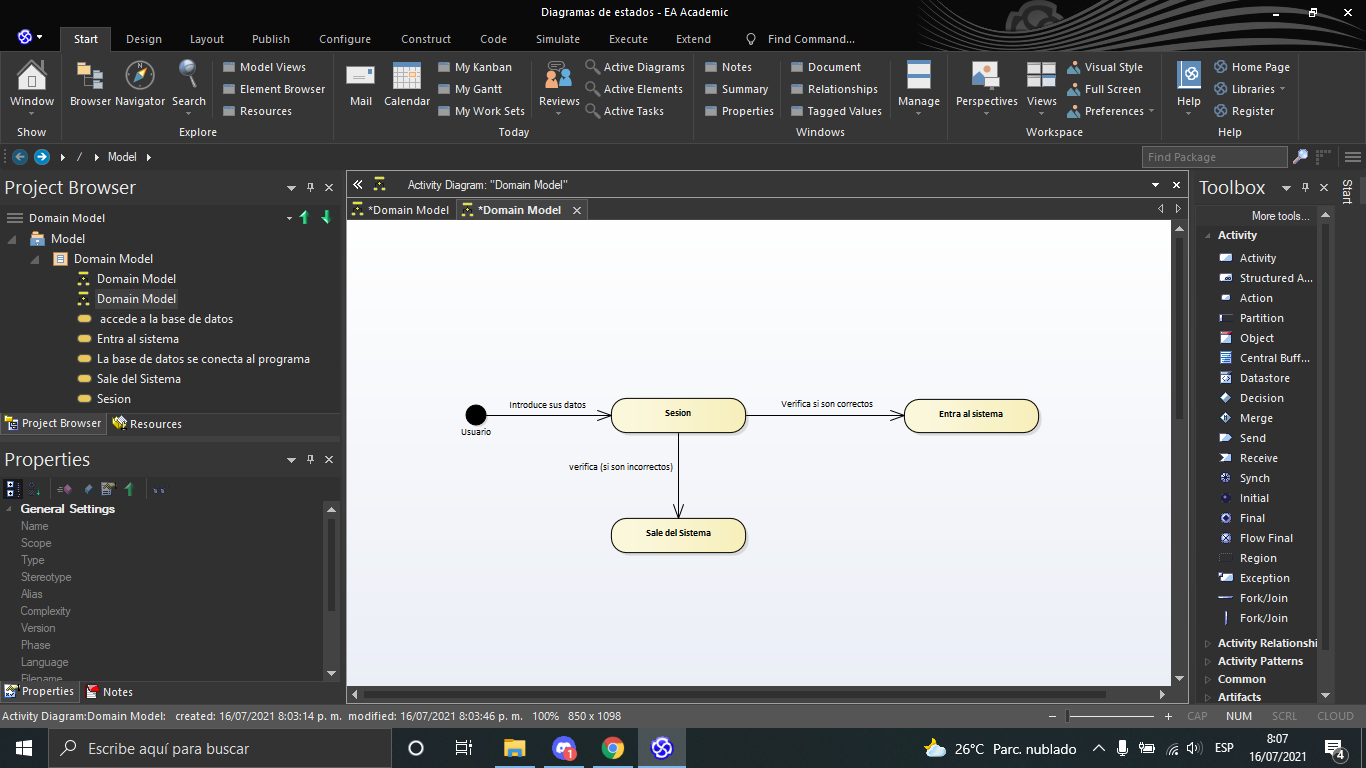 Diagramas de estados - EA Academic
Start Design Layout Publish Configure Construct Code Simulate Execute Extend Find Command...
Window
Show
Browser Navigator Search
Model Views
Element Browser
Resources
Explore
Mail Calendar
My Kanban
My Gantt
My Work Sets
Reviews
Active Diagrams
Active Elements
Active Tasks
Today
Notes
Summary
Properties
Document
Relationships
Tagged Values
Windows
Manage
Perspectives Views
Visual Style
Full Screen
Preferences
Workspace
Help
Home Page
Libraries
Register
Help
/ Model
Find Package
Project Browser
Domain Model
Model
Domain Model
Domain Model
Domain Model
accede a la base de datos
Entra al sistema
La base de datos se conecta al programa
Sale del Sistema
Sesion
Project Browser Resources
Properties
General Settings
Name
Scope
Type
Stereotype
Alias
Complexity
Version
Phase
Language
Filename
Properties Notes
Activity Diagram: "Domain Model"
*Domain Model *Domain Model
Usuario
Introduce sus datos
Sesion
Verifica si son correctos
Entra al sistema
verifica (si son incorrectos)
Sale del Sistema
Toolbox
Start
More tools...
Activity
Activity
Structured A...
Action
Partition
Object
Central Buff...
Datastore
Decision
Merge
Send
Receive
Synch
Initial
Final
Flow Final
Region
Exception
Fork/Join
Fork/Join
Activity Relationshi
Activity Patterns
Common
Artifacts
Activity Diagram:Domain Model: created: 16/07/2021 8:03:14 p. m. modified: 16/07/2021 8:03:46 p. m. 100% 850 x 1098
CAP NUM SCRL CLOUD
Escribe aquí para buscar
1
26°C Parc. nublado
ESP
8:07
16/07/2021
4